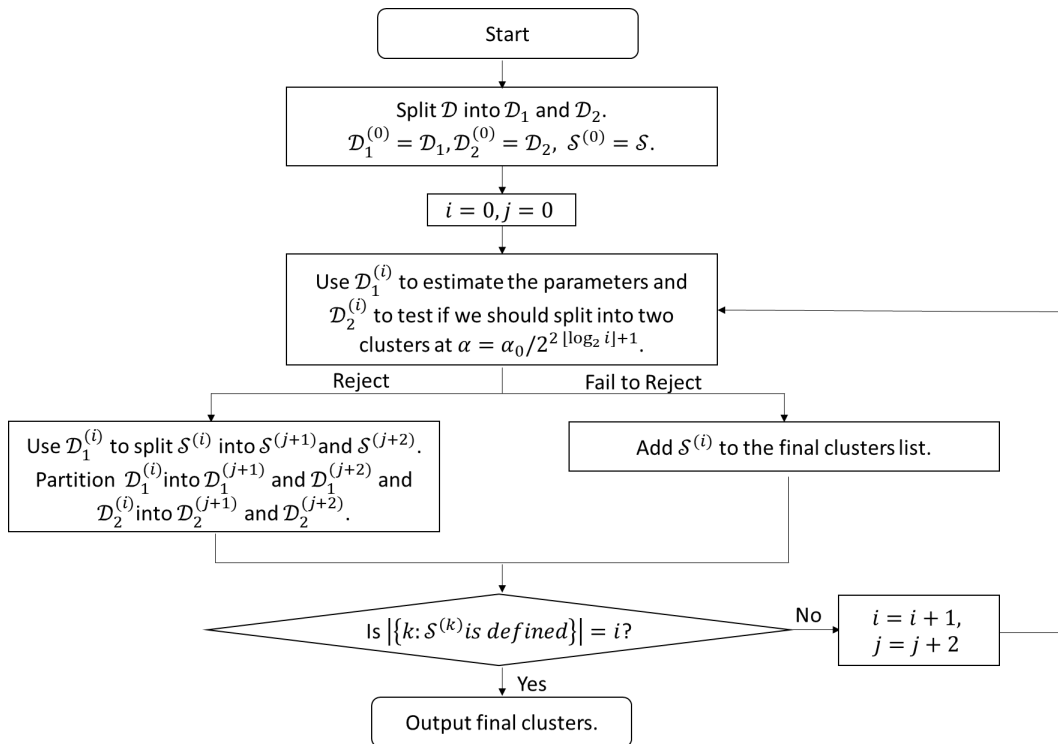 Start
Split 𝒟 into 𝒟₁ and 𝒟₂.
𝒟₁⁽⁰⁾ = 𝒟₁, 𝒟₂⁽⁰⁾ = 𝒟₂, 𝒮⁽⁰⁾ = 𝒮.
i = 0, j = 0
Use 𝒟₁⁽ⁱ⁾ to estimate the parameters and
𝒟₂⁽ⁱ⁾ to test if we should split into two
clusters at α = α₀/2^{2 ⌊log₂ i⌋+1}.
Reject
Fail to Reject
Use 𝒟₁⁽ⁱ⁾ to split 𝒮⁽ⁱ⁾ into 𝒮⁽ʲ⁺¹⁾ and 𝒮⁽ʲ⁺²⁾.
Partition 𝒟₁⁽ⁱ⁾ into 𝒟₁⁽ʲ⁺¹⁾ and 𝒟₁⁽ʲ⁺²⁾ and
𝒟₂⁽ⁱ⁾ into 𝒟₂⁽ʲ⁺¹⁾ and 𝒟₂⁽ʲ⁺²⁾.
Add 𝒮⁽ⁱ⁾ to the final clusters list.
Is |{k: 𝒮⁽ᵏ⁾ is defined}| = i?
No
i = i + 1,
j = j + 2
Yes
Output final clusters.